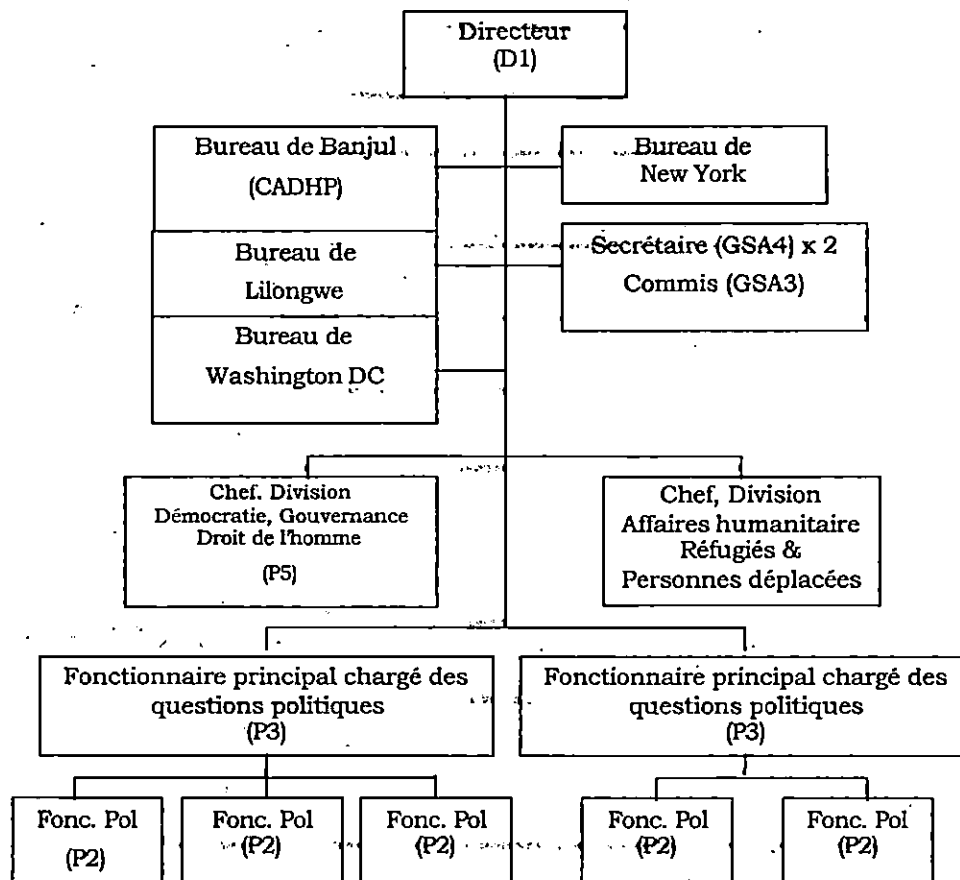 Directeur
(D1)
Bureau de Banjul
(CADHP)
Bureau de
New York
Bureau de
Lilongwe
Secrétaire (GSA4) x 2
Commis (GSA3)
Bureau de
Washington DC
Chef. Division
Démocratie, Gouvernance
Droit de l'homme
(P5)
Chef, Division
Affaires humanitaire
Réfugiés &
Personnes déplacées
Fonctionnaire principal chargé des
questions politiques
(P3)
Fonctionnaire principal chargé des
questions politiques
(P3)
Fonc. Pol
(P2)
Fonc. Pol
(P2)
Fonc. Pol
(P2)
Fonc. Pol
(P2)
Fonc. Pol
(P2)